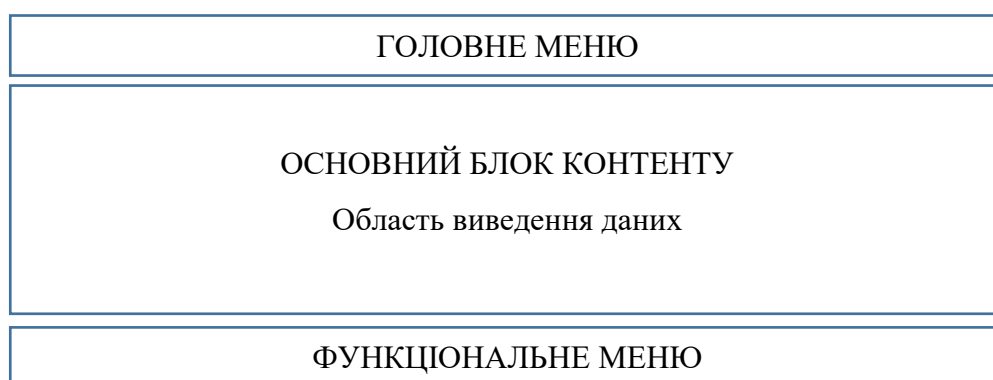 ГОЛОВНЕ МЕНЮ
ОСНОВНИЙ БЛОК КОНТЕНТУ
Область виведення даних
ФУНКЦІОНАЛЬНЕ МЕНЮ